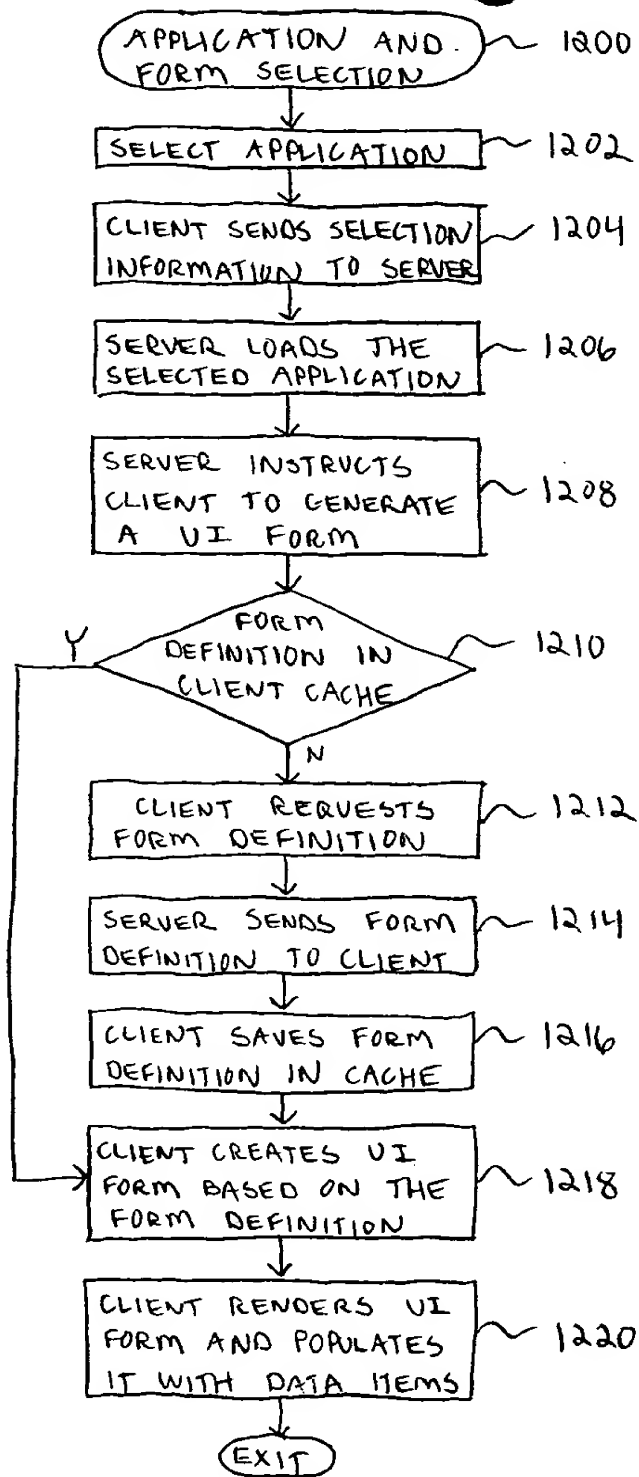 APPLICATION AND
FORM SELECTION
1200
SELECT APPLICATION
1202
CLIENT SENDS SELECTION
INFORMATION TO SERVER
1204
SERVER LOADS THE
SELECTED APPLICATION
1206
SERVER INSTRUCTS
CLIENT TO GENERATE
A UI FORM
1208
FORM
DEFINITION IN
CLIENT CACHE
1210
Y
N
CLIENT REQUESTS
FORM DEFINITION
1212
SERVER SENDS FORM
DEFINITION TO CLIENT
1214
CLIENT SAVES FORM
DEFINITION IN CACHE
1216
CLIENT CREATES UI
FORM BASED ON THE
FORM DEFINITION
1218
CLIENT RENDERS UI
FORM AND POPULATES
IT WITH DATA ITEMS
1220
EXIT